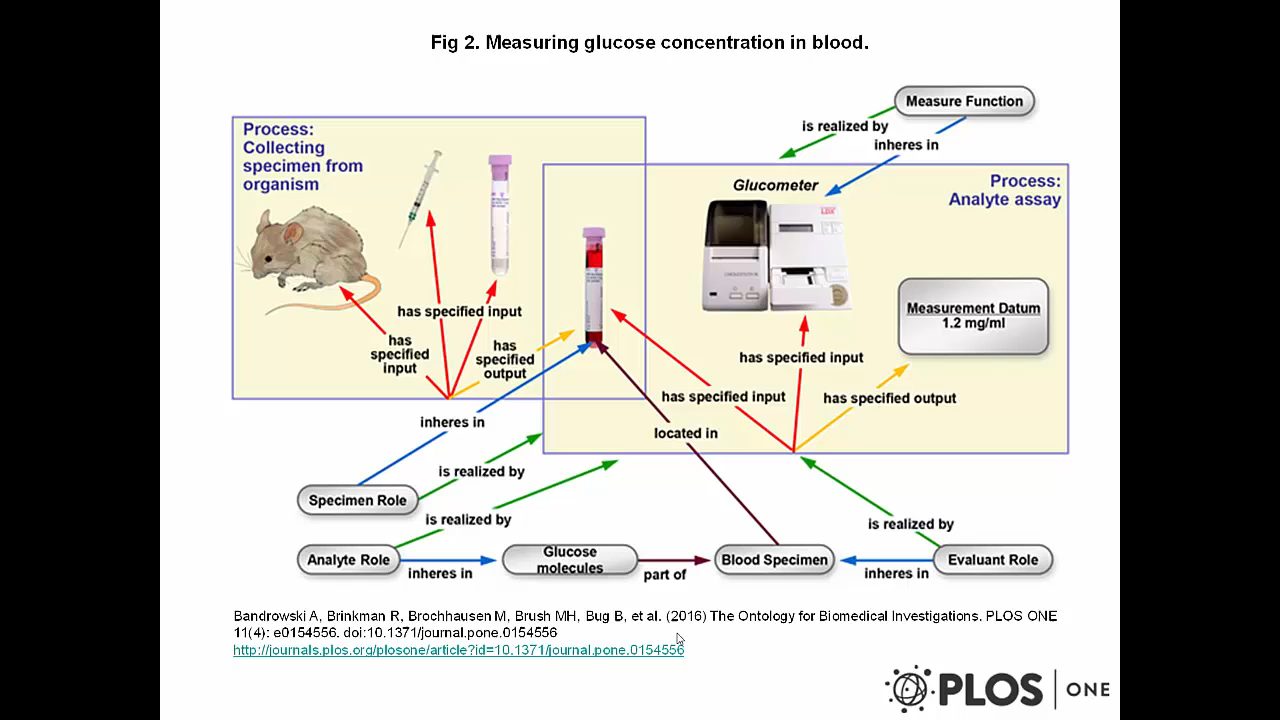 Fig 2. Measuring glucose concentration in blood.
Measure Function
is realized by
inheres in
Process:
Collecting
specimen from
organism
Glucometer
Process:
Analyte assay
LDX
Measurement Datum
1.2 mg/ml
has specified input
has
specified
input
has
specified
output
has specified input
has specified input
has specified output
inheres in
located in
is realized by
Specimen Role
is realized by
is realized by
Analyte Role
inheres in
Glucose
molecules
part of
Blood Specimen
inheres in
Evaluant Role
Bandrowski A, Brinkman R, Brochhausen M, Brush MH, Bug B, et al. (2016) The Ontology for Biomedical Investigations. PLOS ONE
11(4): e0154556. doi:10.1371/journal.pone.0154556
http://journals.plos.org/plosone/article?id=10.1371/journal.pone.0154556
PLOS | ONE